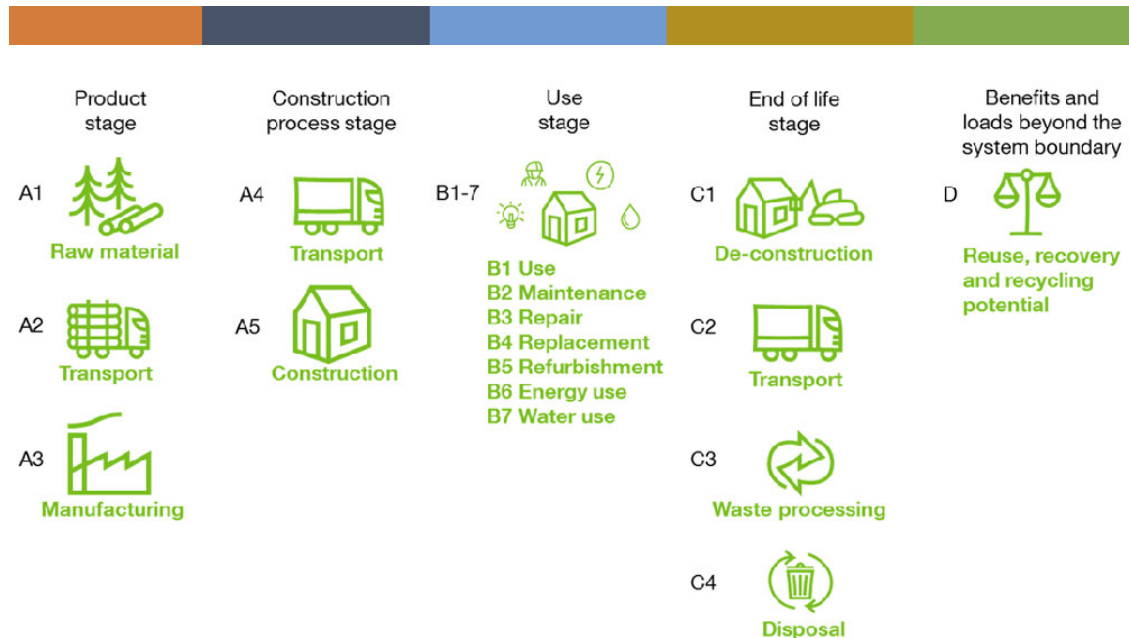 Product
stage
A1
Raw material
A2
Transport
A3
Manufacturing
Construction
process stage
A4
Transport
A5
Construction
Use
stage
B1-7
B1 Use
B2 Maintenance
B3 Repair
B4 Replacement
B5 Refurbishment
B6 Energy use
B7 Water use
End of life
stage
C1
De-construction
C2
Transport
C3
Waste processing
C4
Disposal
Benefits and
loads beyond the
system boundary
D
Reuse, recovery
and recycling
potential